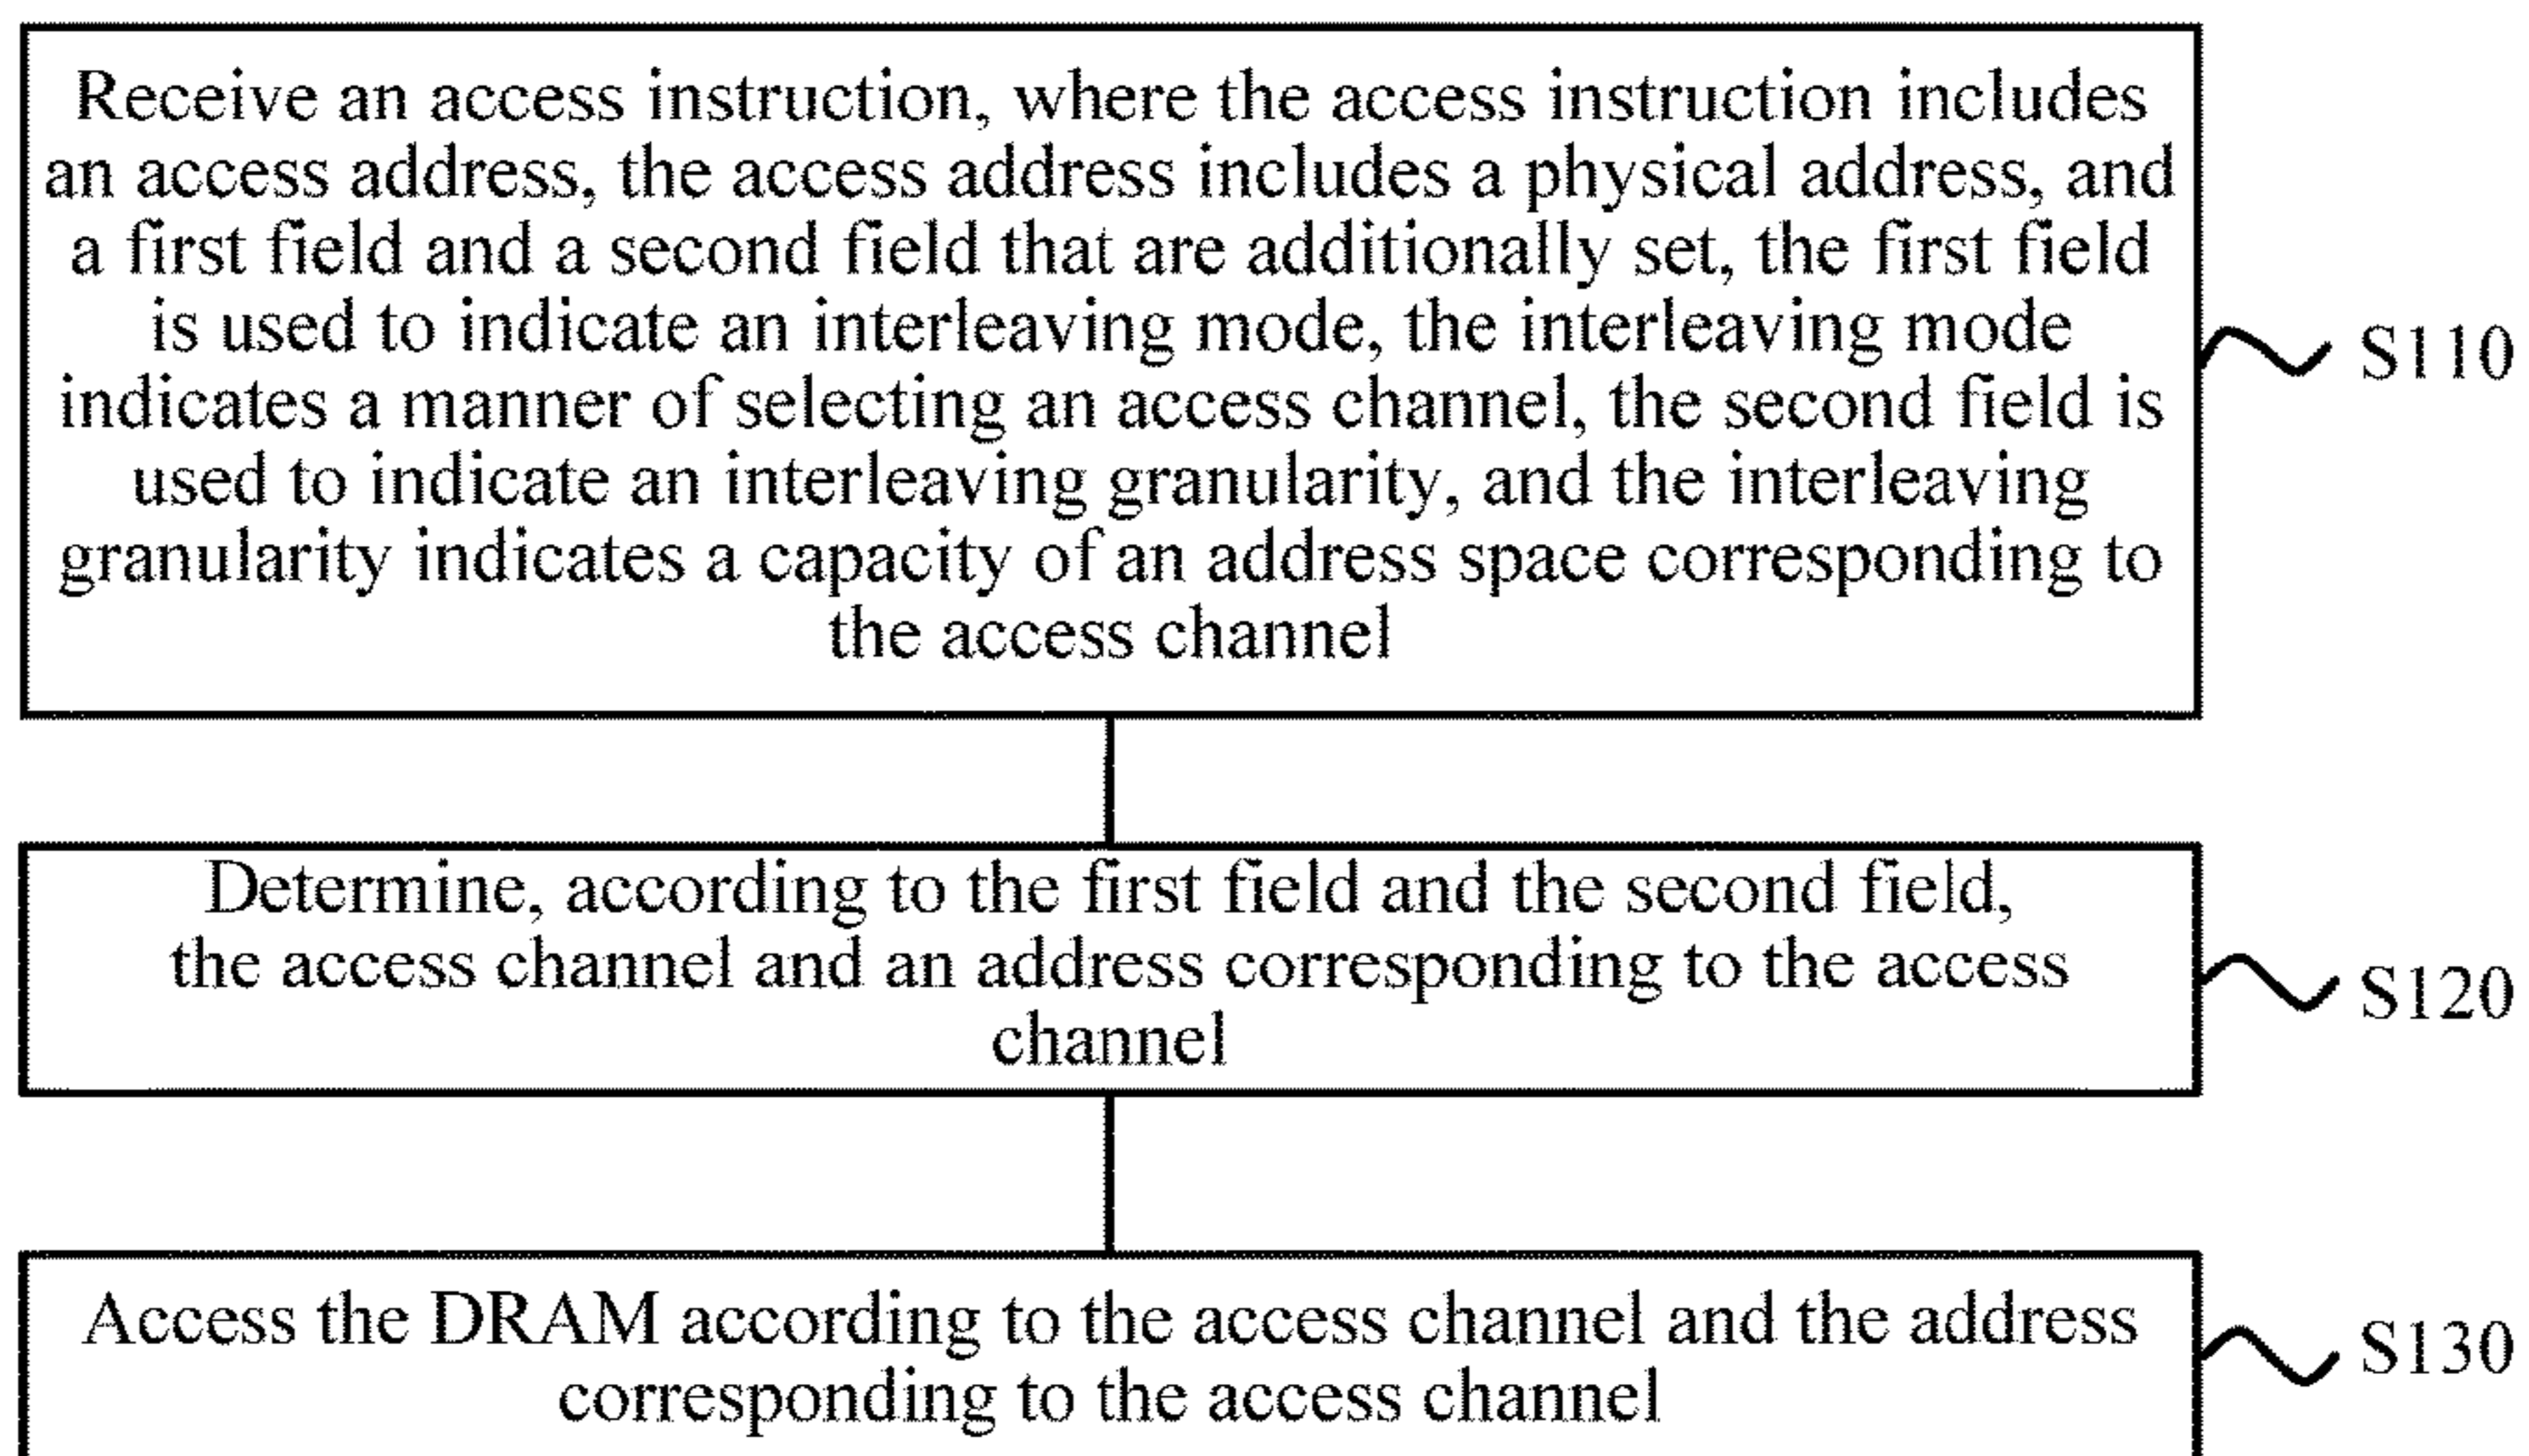 Receive an access instruction, where the access instruction includes
an access address, the access address includes a physical address, and
a first field and a second field that are additionally set, the first field
is used to indicate an interleaving mode, the interleaving mode
indicates a manner of selecting an access channel, the second field is
used to indicate an interleaving granularity, and the interleaving
granularity indicates a capacity of an address space corresponding to
the access channel
S110
Determine, according to the first field and the second field,
the access channel and an address corresponding to the access
channel
S120
Access the DRAM according to the access channel and the address
corresponding to the access channel
S130